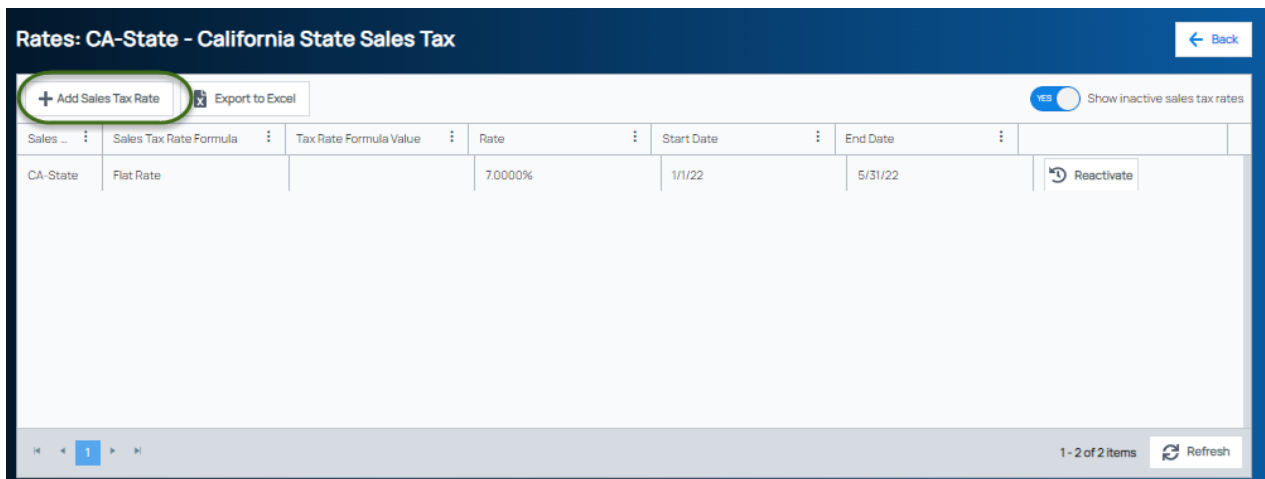 Rates: CA-State - California State Sales Tax
← Back
+ Add Sales Tax Rate
Export to Excel
YES
Show inactive sales tax rates
Sales ...
Sales Tax Rate Formula
Tax Rate Formula Value
Rate
Start Date
End Date
CA-State
Flat Rate
7.0000%
1/1/22
5/31/22
Reactivate
1
1 - 2 of 2 items
Refresh